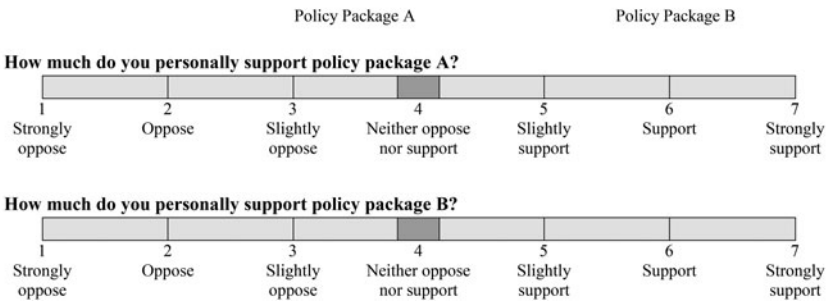 Policy Package A Policy Package B
How much do you personally support policy package A?
1 2 3 4 5 6 7
Strongly Oppose Slightly Neither oppose Slightly Support Strongly
oppose oppose nor support support support
How much do you personally support policy package B?
1 2 3 4 5 6 7
Strongly Oppose Slightly Neither oppose Slightly Support Strongly
oppose oppose nor support support support